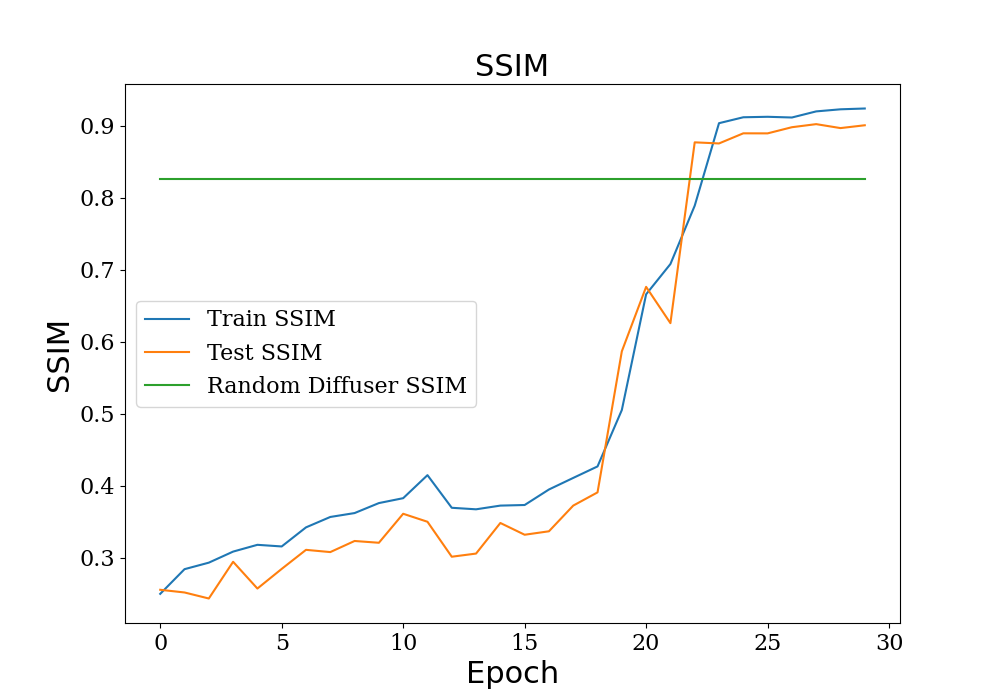 SSIM
0.9
0.8
0.7
0.6
0.5
0.4
0.3
SSIM
Train SSIM
Test SSIM
Random Diffuser SSIM
0 5 10 15 20 25 30
Epoch